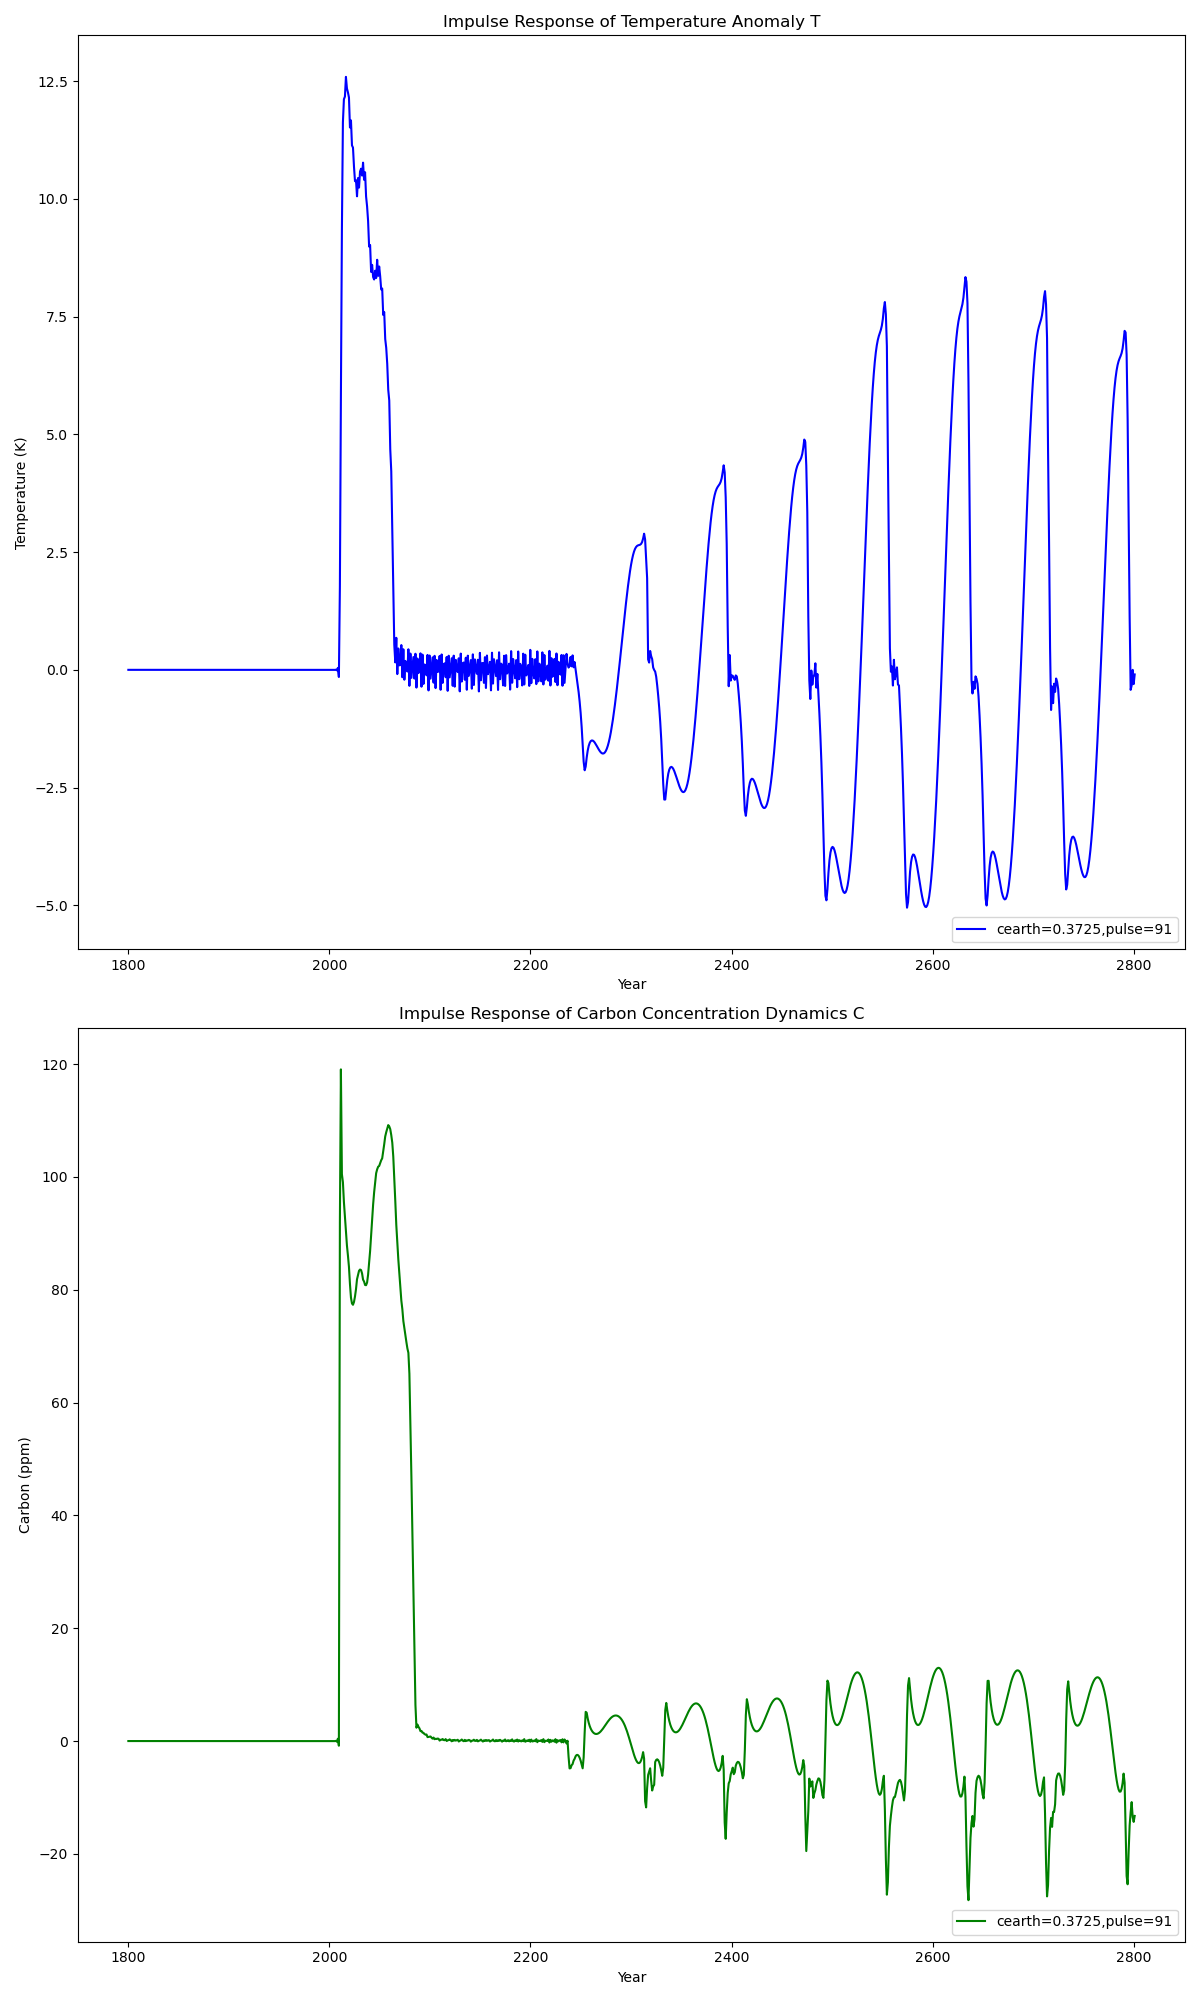 Impulse Response of Temperature Anomaly T
12.5
10.0
7.5
5.0
2.5
0.0
−2.5
−5.0
Temperature (K)
cearth=0.3725,pulse=91
1800 2000 2200 2400 2600 2800
Year
Impulse Response of Carbon Concentration Dynamics C
120
100
80
60
40
20
0
−20
Carbon (ppm)
cearth=0.3725,pulse=91
1800 2000 2200 2400 2600 2800
Year